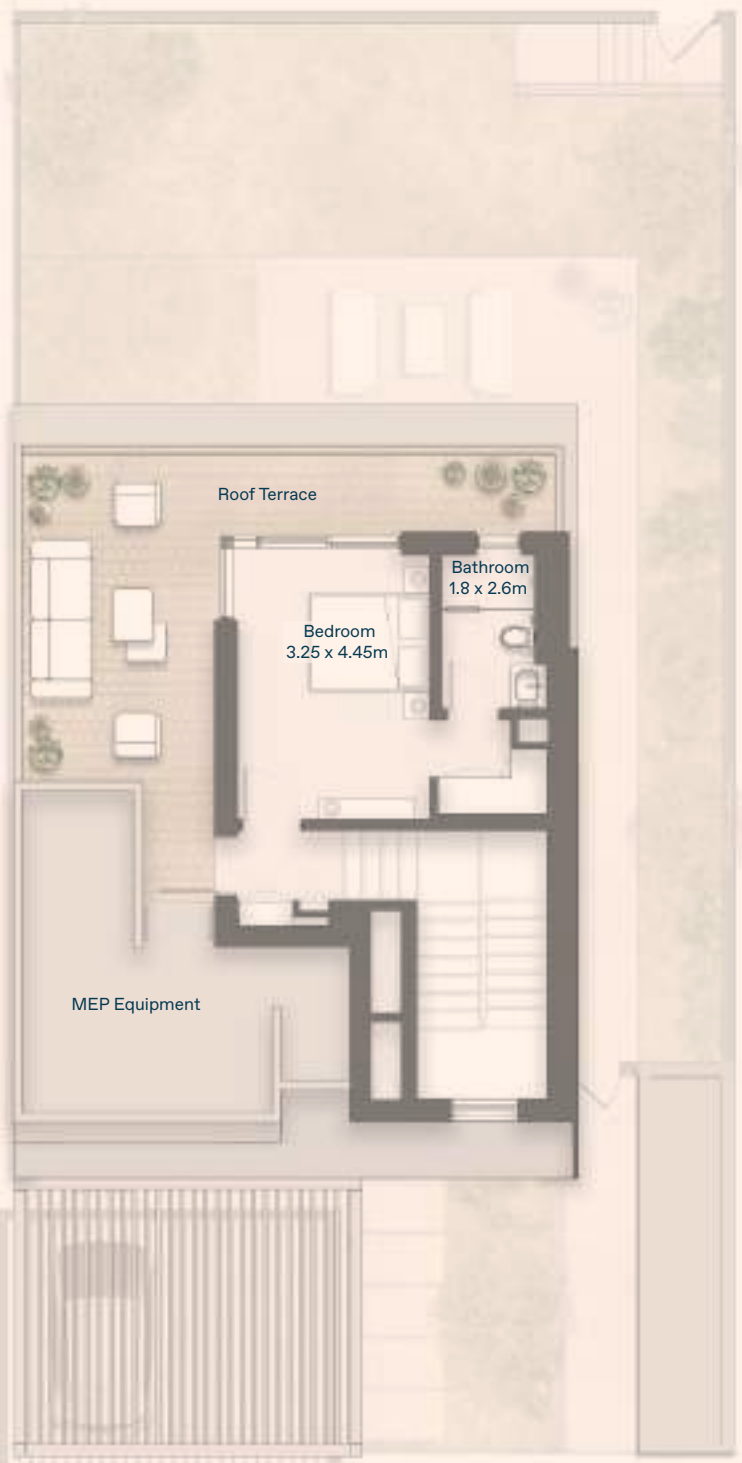 Roof Terrace
Bathroom
1.8 x 2.6m
Bedroom
3.25 x 4.45m
MEP Equipment